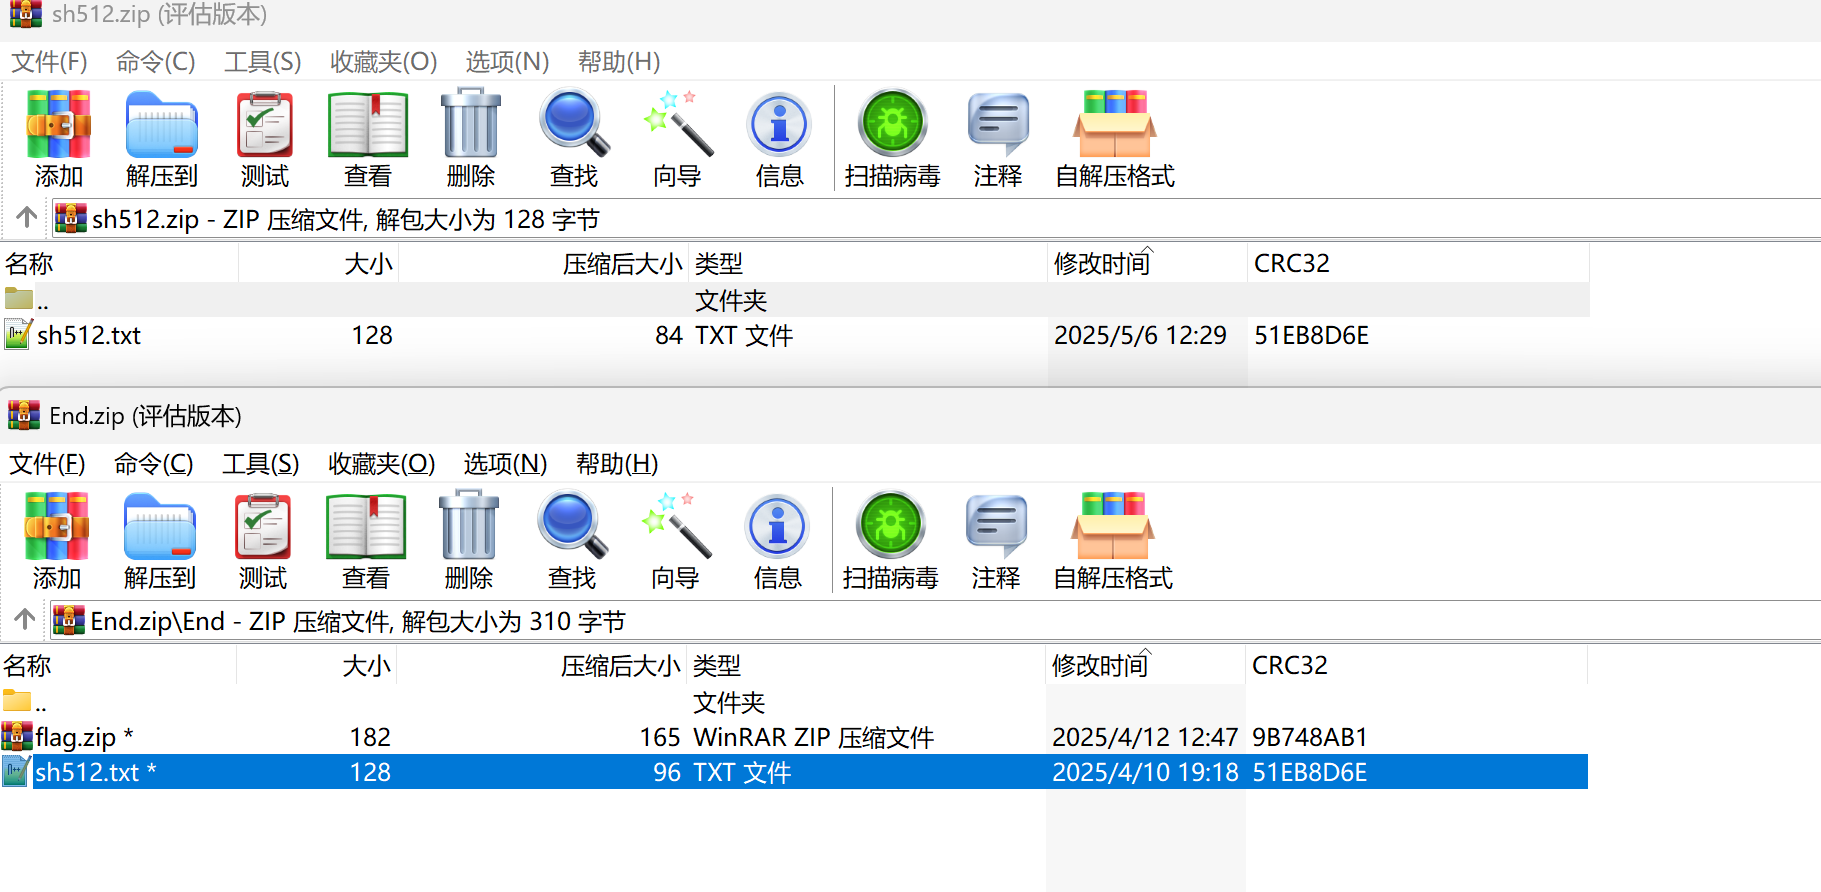 sh512.zip (评估版本)
文件(F) 命令(C) 工具(S) 收藏夹(O) 选项(N) 帮助(H)
添加 解压到 测试 查看 删除 查找 向导 信息 扫描病毒 注释 自解压格式
sh512.zip - ZIP 压缩文件, 解包大小为 128 字节
名称 大小 压缩后大小 类型 修改时间 CRC32
.. 文件夹
sh512.txt 128 84 TXT 文件 2025/5/6 12:29 51EB8D6E
End.zip (评估版本)
文件(F) 命令(C) 工具(S) 收藏夹(O) 选项(N) 帮助(H)
添加 解压到 测试 查看 删除 查找 向导 信息 扫描病毒 注释 自解压格式
End.zip\End - ZIP 压缩文件, 解包大小为 310 字节
名称 大小 压缩后大小 类型 修改时间 CRC32
.. 文件夹
flag.zip * 182 165 WinRAR ZIP 压缩文件 2025/4/12 12:47 9B748AB1
sh512.txt * 128 96 TXT 文件 2025/4/10 19:18 51EB8D6E